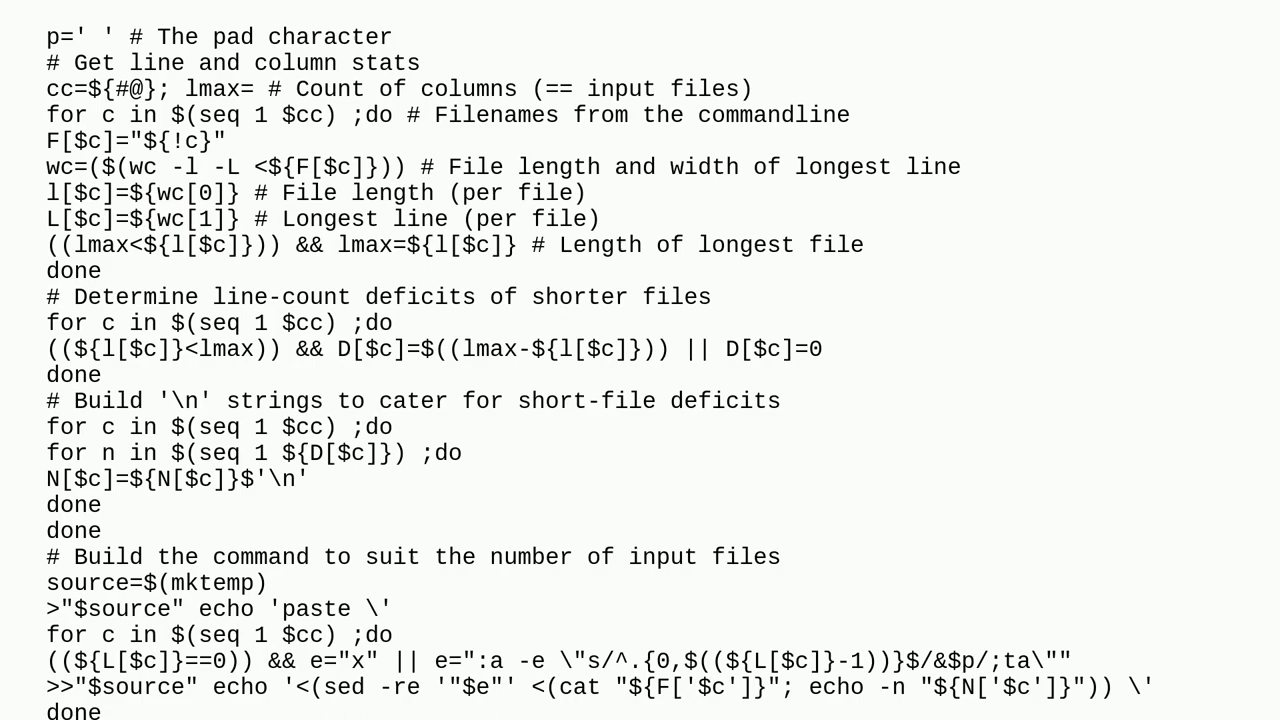 p=' ' # The pad character
# Get line and column stats
cc=${#@}; lmax= # Count of columns (== input files)
for c in $(seq 1 $cc) ;do # Filenames from the commandline
F[$c]="${!c}"
wc=($(wc -l -L <${F[$c]})) # File length and width of longest line
l[$c]=${wc[0]} # File length (per file)
L[$c]=${wc[1]} # Longest line (per file)
((lmax<${l[$c]})) && lmax=${l[$c]} # Length of longest file
done
# Determine line-count deficits of shorter files
for c in $(seq 1 $cc) ;do
((${l[$c]}<lmax)) && D[$c]=$((lmax-${l[$c]})) || D[$c]=0
done
# Build '\n' strings to cater for short-file deficits
for c in $(seq 1 $cc) ;do
for n in $(seq 1 ${D[$c]}) ;do
N[$c]=${N[$c]}$'\n'
done
done
# Build the command to suit the number of input files
source=$(mktemp)
>"$source" echo 'paste \'
for c in $(seq 1 $cc) ;do
((${L[$c]}==0)) && e="x" || e=":a -e \"s/^.{0,$((${L[$c]}-1))}$/&$p/;ta\""
>>"$source" echo '<(sed -re '"$e"' <(cat "${F['$c']}"; echo -n "${N['$c']}")) \'
done